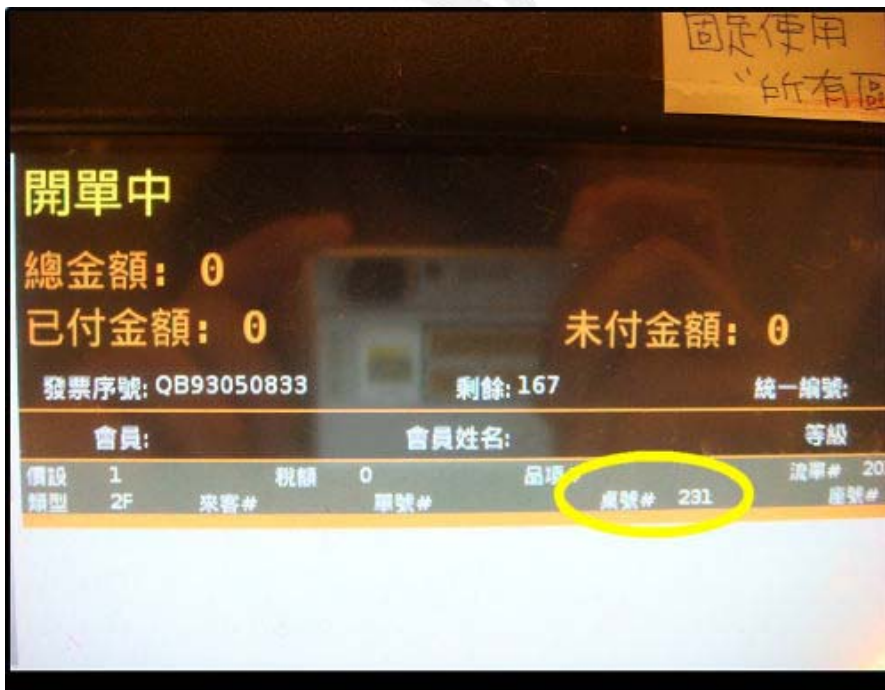 固定使用
"所有區
開單中
總金額: 0
已付金額: 0 未付金額: 0
發票序號: QB93050833 剩餘: 167 統一編號:
會員: 會員姓名: 等級
價設 1 稅額 0 品項# 流單# 20
類型 2F 來客# 單號# 桌號# 231 座號#